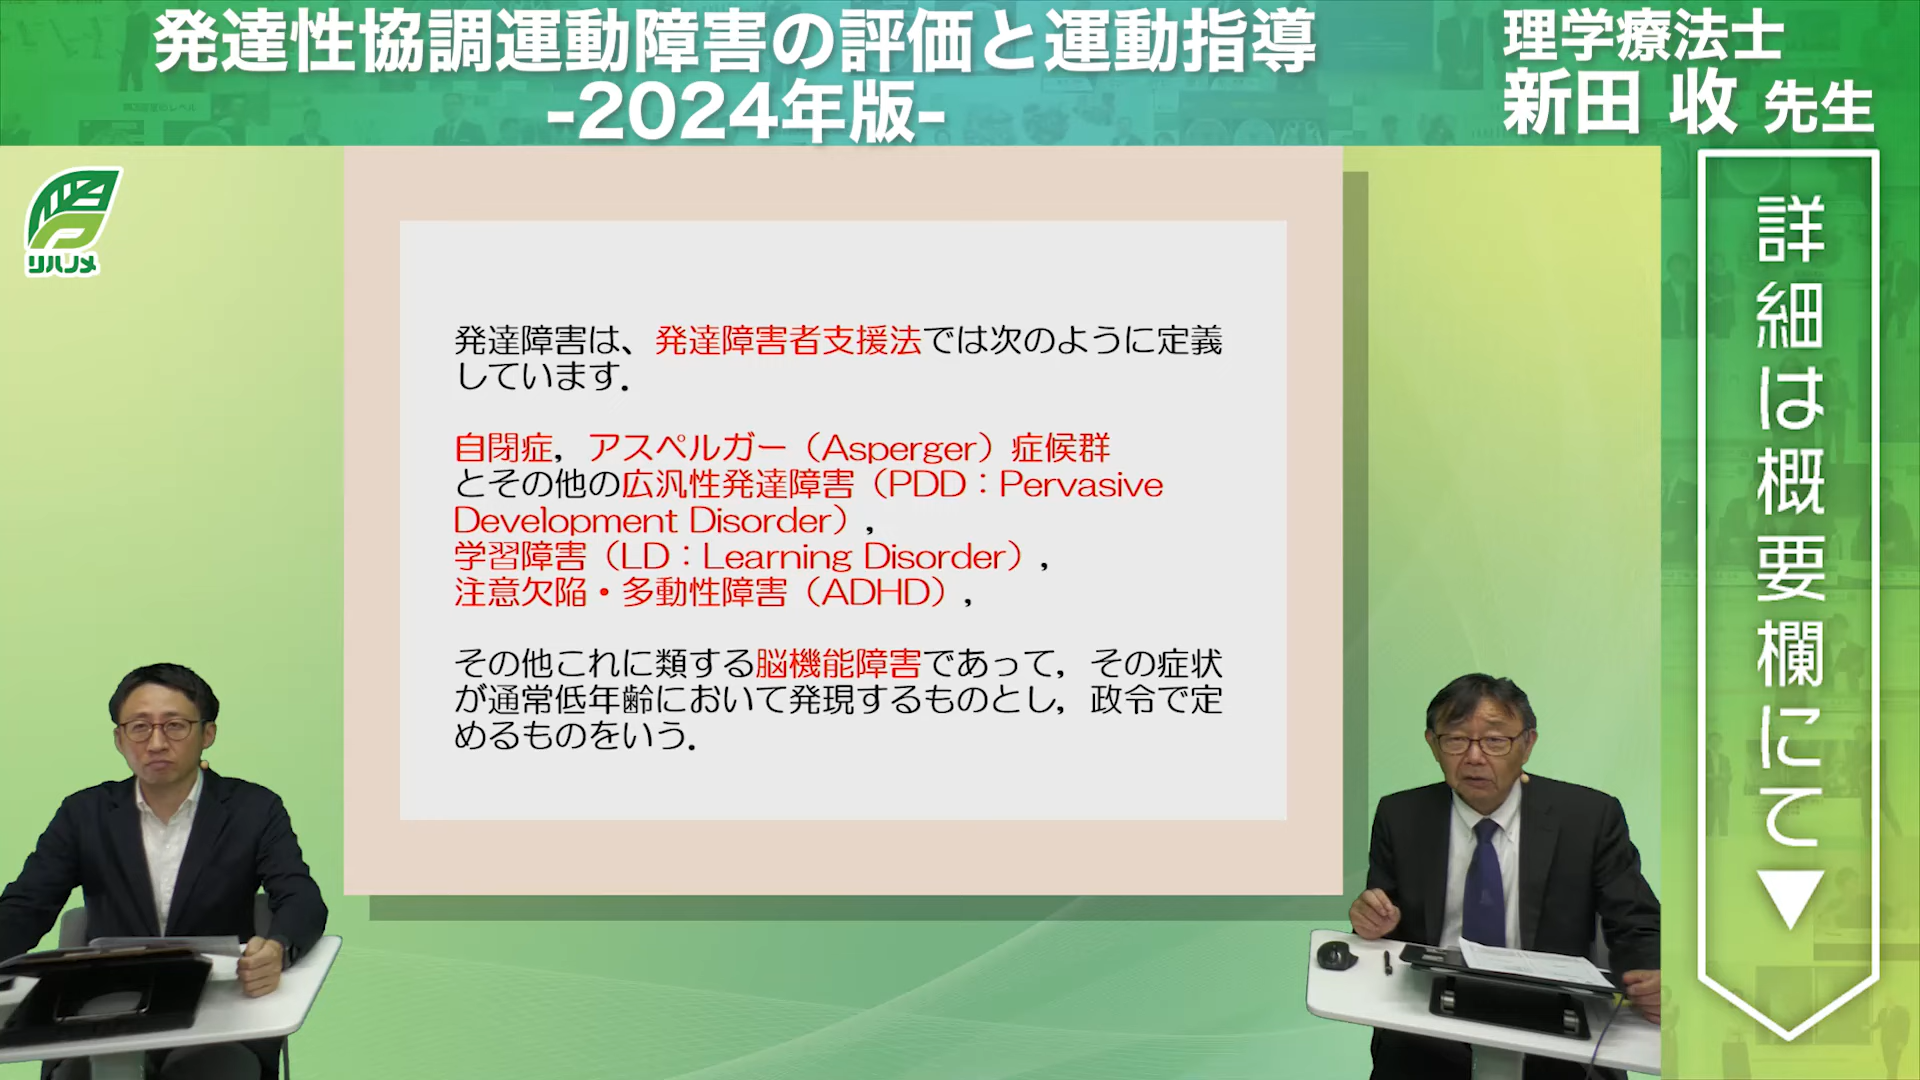 発達性協調運動障害の評価と運動指導
-2024年版-
理学療法士
新田 収 先生
リハノメ
発達障害は、発達障害者支援法では次のように定義
しています．
自閉症，アスペルガー（Asperger）症候群
とその他の広汎性発達障害（PDD：Pervasive
Development Disorder），
学習障害（LD：Learning Disorder），
注意欠陥・多動性障害（ADHD），
その他これに類する脳機能障害であって，その症状
が通常低年齢において発現するものとし，政令で定
めるものをいう．
詳細は概要欄にて▼